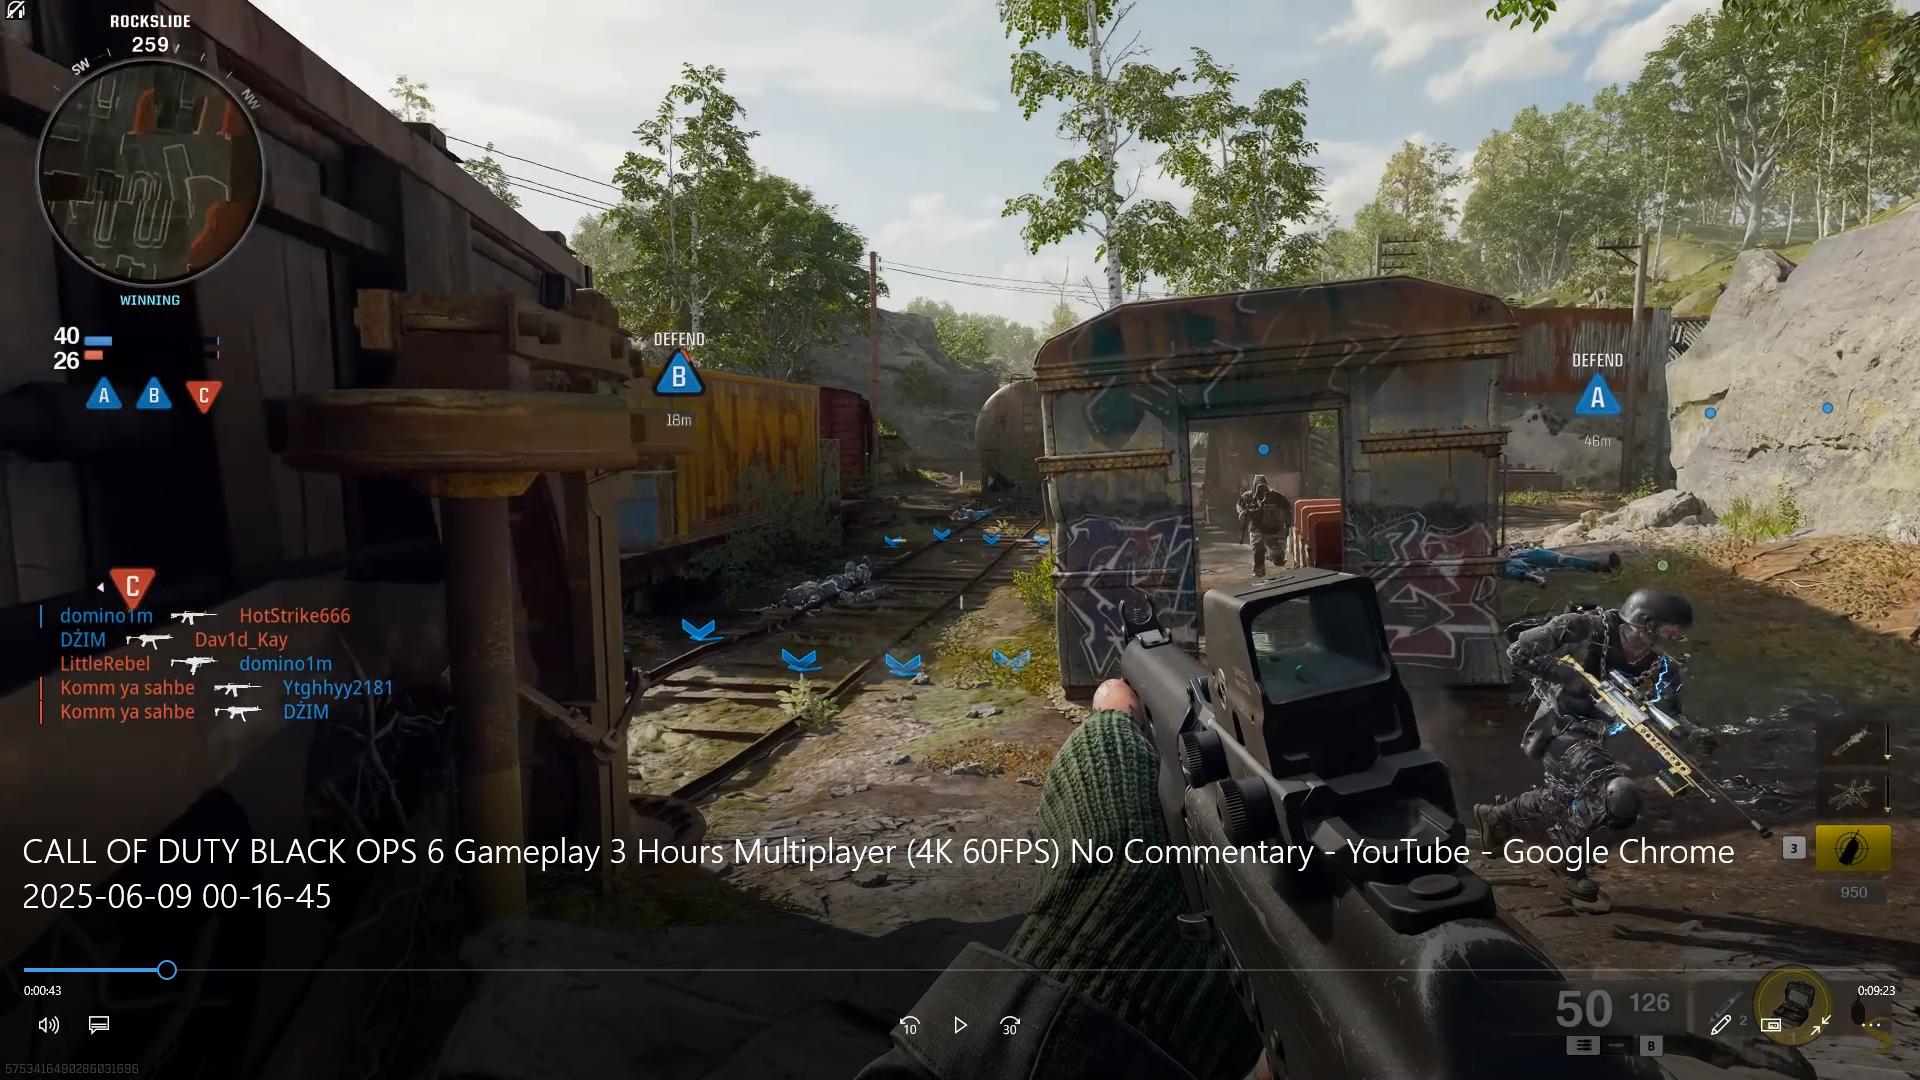 ROCKSLIDE
259
SW
NW
WINNING
40
26
A B C
DEFEND
B
18m
DEFEND
A
46m
C
domino1m HotStrike666
DŻIM Dav1d_Kay
LittleRebel domino1m
Komm ya sahbe Ytghhyy2181
Komm ya sahbe DŻIM
3
950
CALL OF DUTY BLACK OPS 6 Gameplay 3 Hours Multiplayer (4K 60FPS) No Commentary - YouTube - Google Chrome
2025-06-09 00-16-45
0:00:43
0:09:23
10
30
50 126
2
B
5753416490286031696